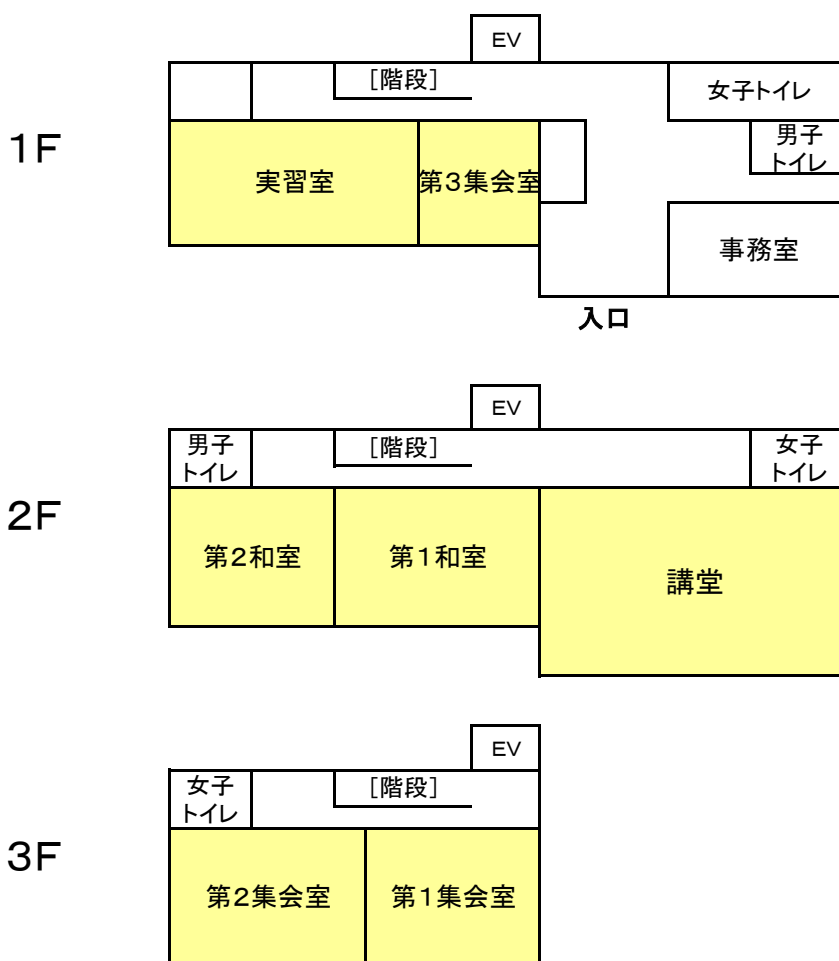 EV
[階段]
女子トイレ
1F
男子
トイレ
実習室
第3集会室
事務室
入口
EV
男子
トイレ
[階段]
女子
トイレ
2F
第2和室
第1和室
講堂
EV
女子
トイレ
[階段]
3F
第2集会室
第1集会室